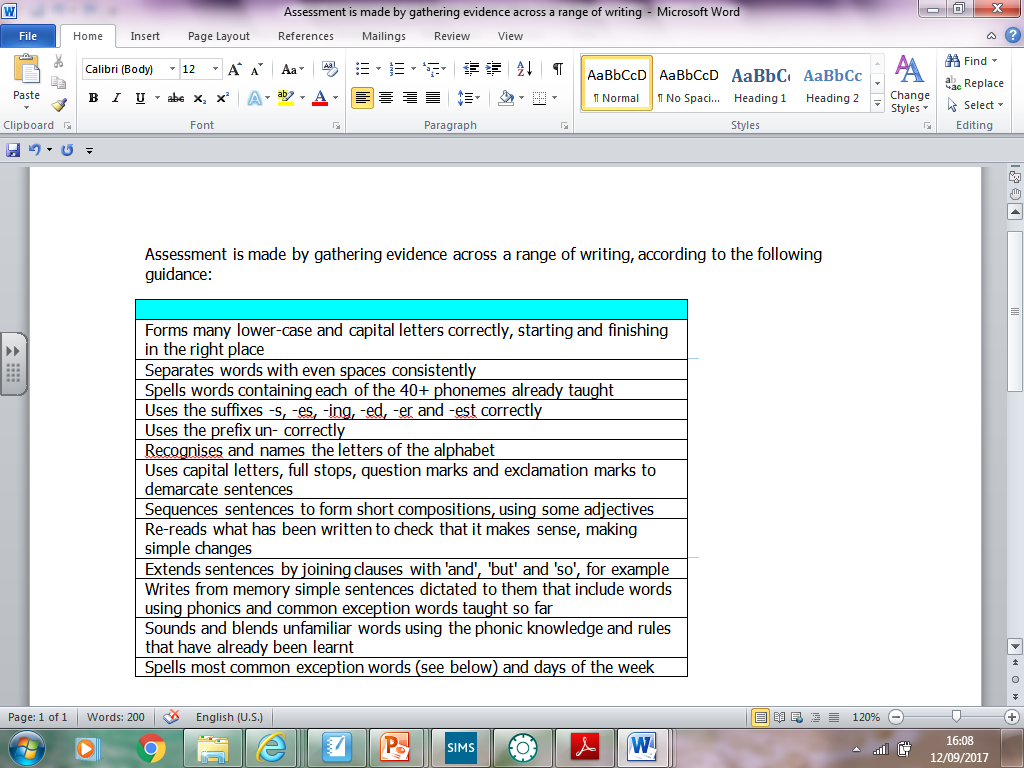 Assessment is made by gathering evidence across a range of writing - Microsoft Word
File Home Insert Page Layout References Mailings Review View
Paste
Calibri (Body) 12
Aa
B I U abc x₂ x² A ab A
AaBbCcD AaBbCcD AaBbC AaBbCc
¶ Normal ¶ No Spaci... Heading 1 Heading 2
Change
Styles
Find
Replace
Select
Clipboard Font Paragraph Styles Editing
Assessment is made by gathering evidence across a range of writing, according to the following
guidance:
Forms many lower-case and capital letters correctly, starting and finishing
in the right place
Separates words with even spaces consistently
Spells words containing each of the 40+ phonemes already taught
Uses the suffixes -s, -es, -ing, -ed, -er and -est correctly
Uses the prefix un- correctly
Recognises and names the letters of the alphabet
Uses capital letters, full stops, question marks and exclamation marks to
demarcate sentences
Sequences sentences to form short compositions, using some adjectives
Re-reads what has been written to check that it makes sense, making
simple changes
Extends sentences by joining clauses with 'and', 'but' and 'so', for example
Writes from memory simple sentences dictated to them that include words
using phonics and common exception words taught so far
Sounds and blends unfamiliar words using the phonic knowledge and rules
that have already been learnt
Spells most common exception words (see below) and days of the week
Page: 1 of 1 Words: 200 English (U.S.) 120%
SIMS
16:08
12/09/2017